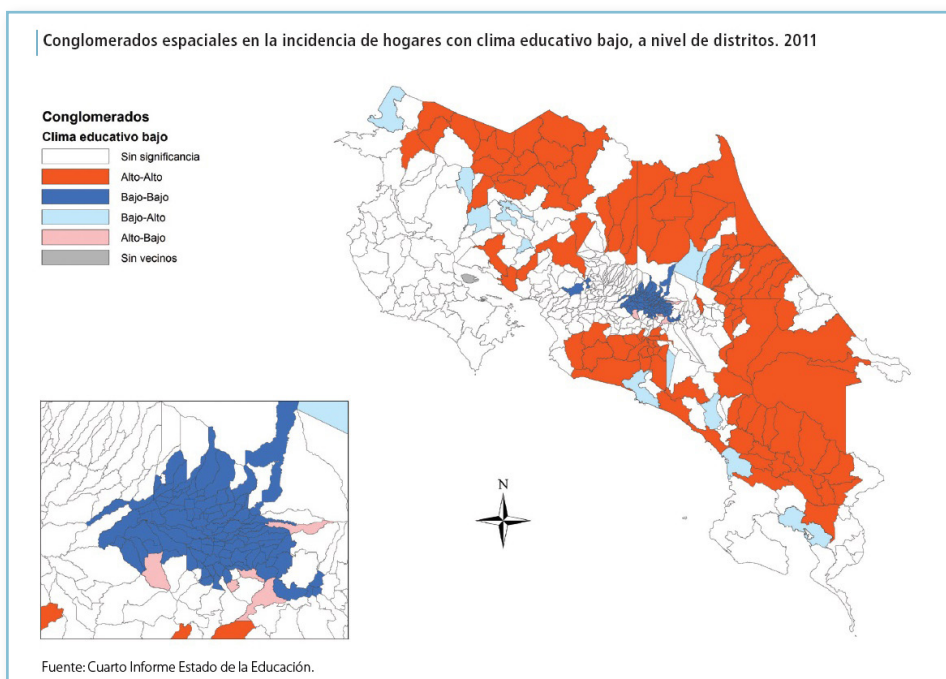 Conglomerados espaciales en la incidencia de hogares con clima educativo bajo, a nivel de distritos. 2011
Conglomerados
Clima educativo bajo
Sin significancia
Alto-Alto
Bajo-Bajo
Bajo-Alto
Alto-Bajo
Sin vecinos
N
Fuente: Cuarto Informe Estado de la Educación.